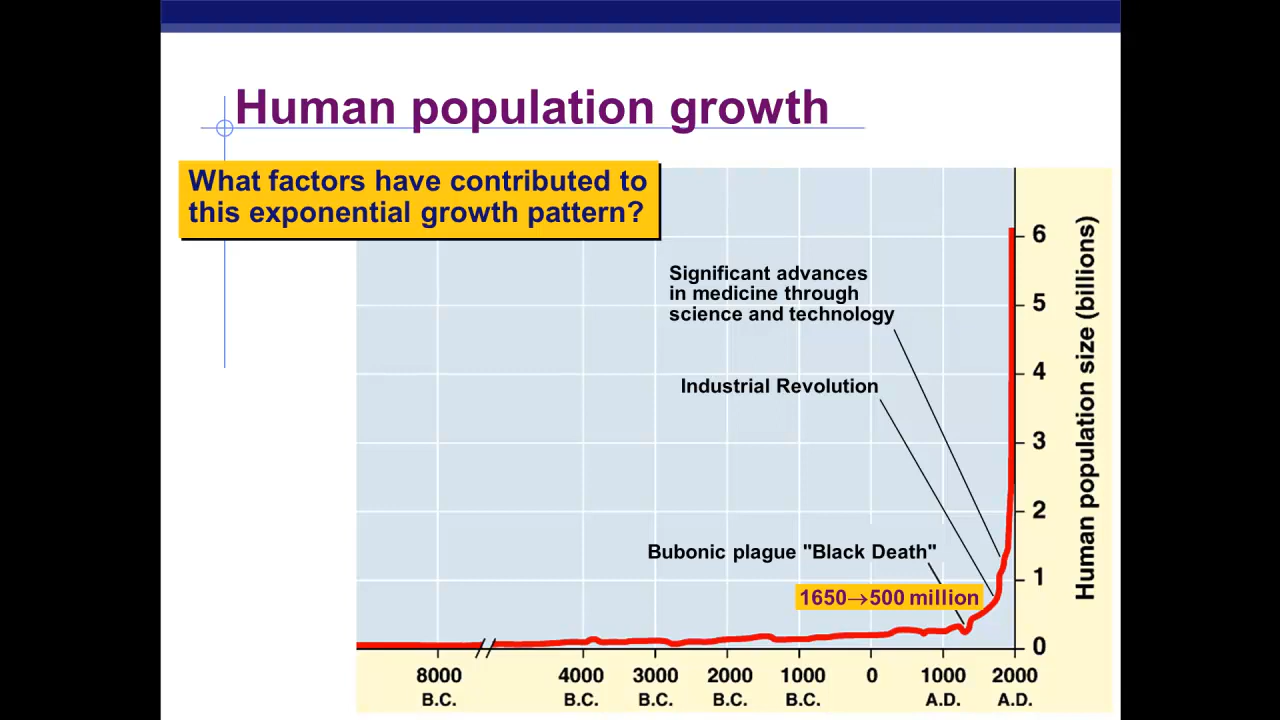 Human population growth
What factors have contributed to
this exponential growth pattern?
Significant advances
in medicine through
science and technology
Industrial Revolution
Bubonic plague "Black Death"
1650→500 million
6
5
4
3
2
1
0
Human population size (billions)
8000 4000 3000 2000 1000 0 1000 2000
B.C. B.C. B.C. B.C. B.C. A.D. A.D.